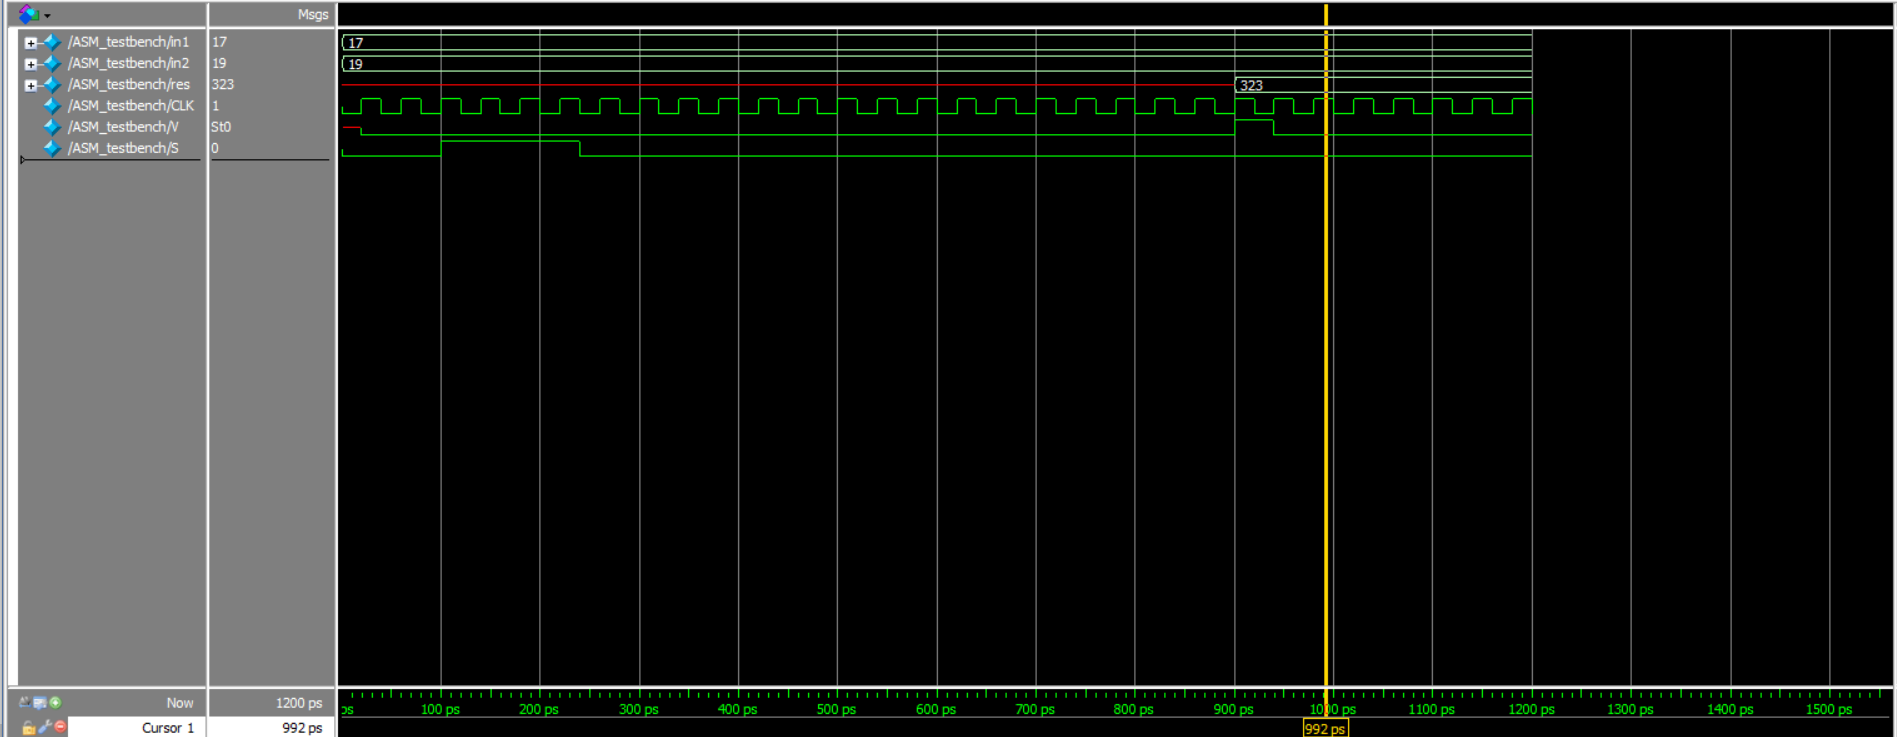 Msgs
/ASM_testbench/in1 17 17
/ASM_testbench/in2 19 19
/ASM_testbench/res 323 323
/ASM_testbench/CLK 1
/ASM_testbench/V St0
/ASM_testbench/S 0
Now 1200 ps ps 100 ps 200 ps 300 ps 400 ps 500 ps 600 ps 700 ps 800 ps 900 ps 1000 ps 1100 ps 1200 ps 1300 ps 1400 ps 1500 ps
Cursor 1 992 ps 992 ps